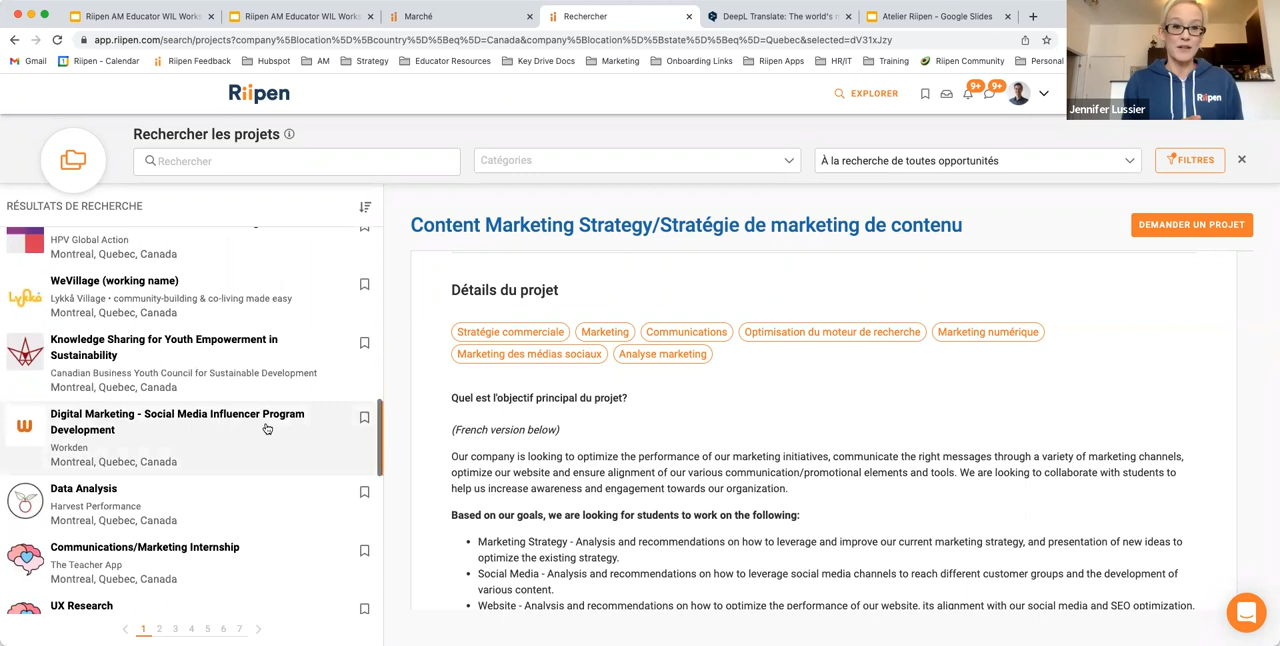 Riipen AM Educator WIL Works
Riipen AM Educator WIL Works
Marché
Rechercher
DeepL Translate: The world's m
Atelier Riipen - Google Slides
app.riipen.com/search/projects?company%5Blocation%5D%5Bcountry%5D%5Beq%5D=Canada&company%5Blocation%5D%5Bstate%5D%5Beq%5D=Quebec&selected=dV31xJzy
Gmail
Riipen - Calendar
Riipen Feedback
Hubspot
AM
Strategy
Educator Resources
Key Drive Docs
Marketing
Onboarding Links
Riipen Apps
HR/IT
Training
Riipen Community
Personal
Riipen
EXPLORER
9+
9+
Riipen
Jennifer Lussier
Rechercher les projets
Rechercher
Catégories
À la recherche de toutes opportunités
FILTRES
RÉSULTATS DE RECHERCHE
HPV Global Action
Montreal, Quebec, Canada
WeVillage (working name)
Lykkå
Lykkå Village • community-building & co-living made easy
Montreal, Quebec, Canada
Knowledge Sharing for Youth Empowerment in
Sustainability
Canadian Business Youth Council for Sustainable Development
Montreal, Quebec, Canada
w
Digital Marketing - Social Media Influencer Program
Development
Workden
Montreal, Quebec, Canada
Data Analysis
Harvest Performance
Montreal, Quebec, Canada
Communications/Marketing Internship
The Teacher App
Montreal, Quebec, Canada
UX Research
1 2 3 4 5 6 7
Content Marketing Strategy/Stratégie de marketing de contenu
DEMANDER UN PROJET
Détails du projet
Stratégie commerciale
Marketing
Communications
Optimisation du moteur de recherche
Marketing numérique
Marketing des médias sociaux
Analyse marketing
Quel est l'objectif principal du projet?
(French version below)
Our company is looking to optimize the performance of our marketing initiatives, communicate the right messages through a variety of marketing channels,
optimize our website and ensure alignment of our various communication/promotional elements and tools. We are looking to collaborate with students to
help us increase awareness and engagement towards our organization.
Based on our goals, we are looking for students to work on the following:
• Marketing Strategy - Analysis and recommendations on how to leverage and improve our current marketing strategy, and presentation of new ideas to
optimize the existing strategy.
• Social Media - Analysis and recommendations on how to leverage social media channels to reach different customer groups and the development of
various content.
• Website - Analysis and recommendations on how to optimize the performance of our website, its alignment with our social media and SEO optimization.